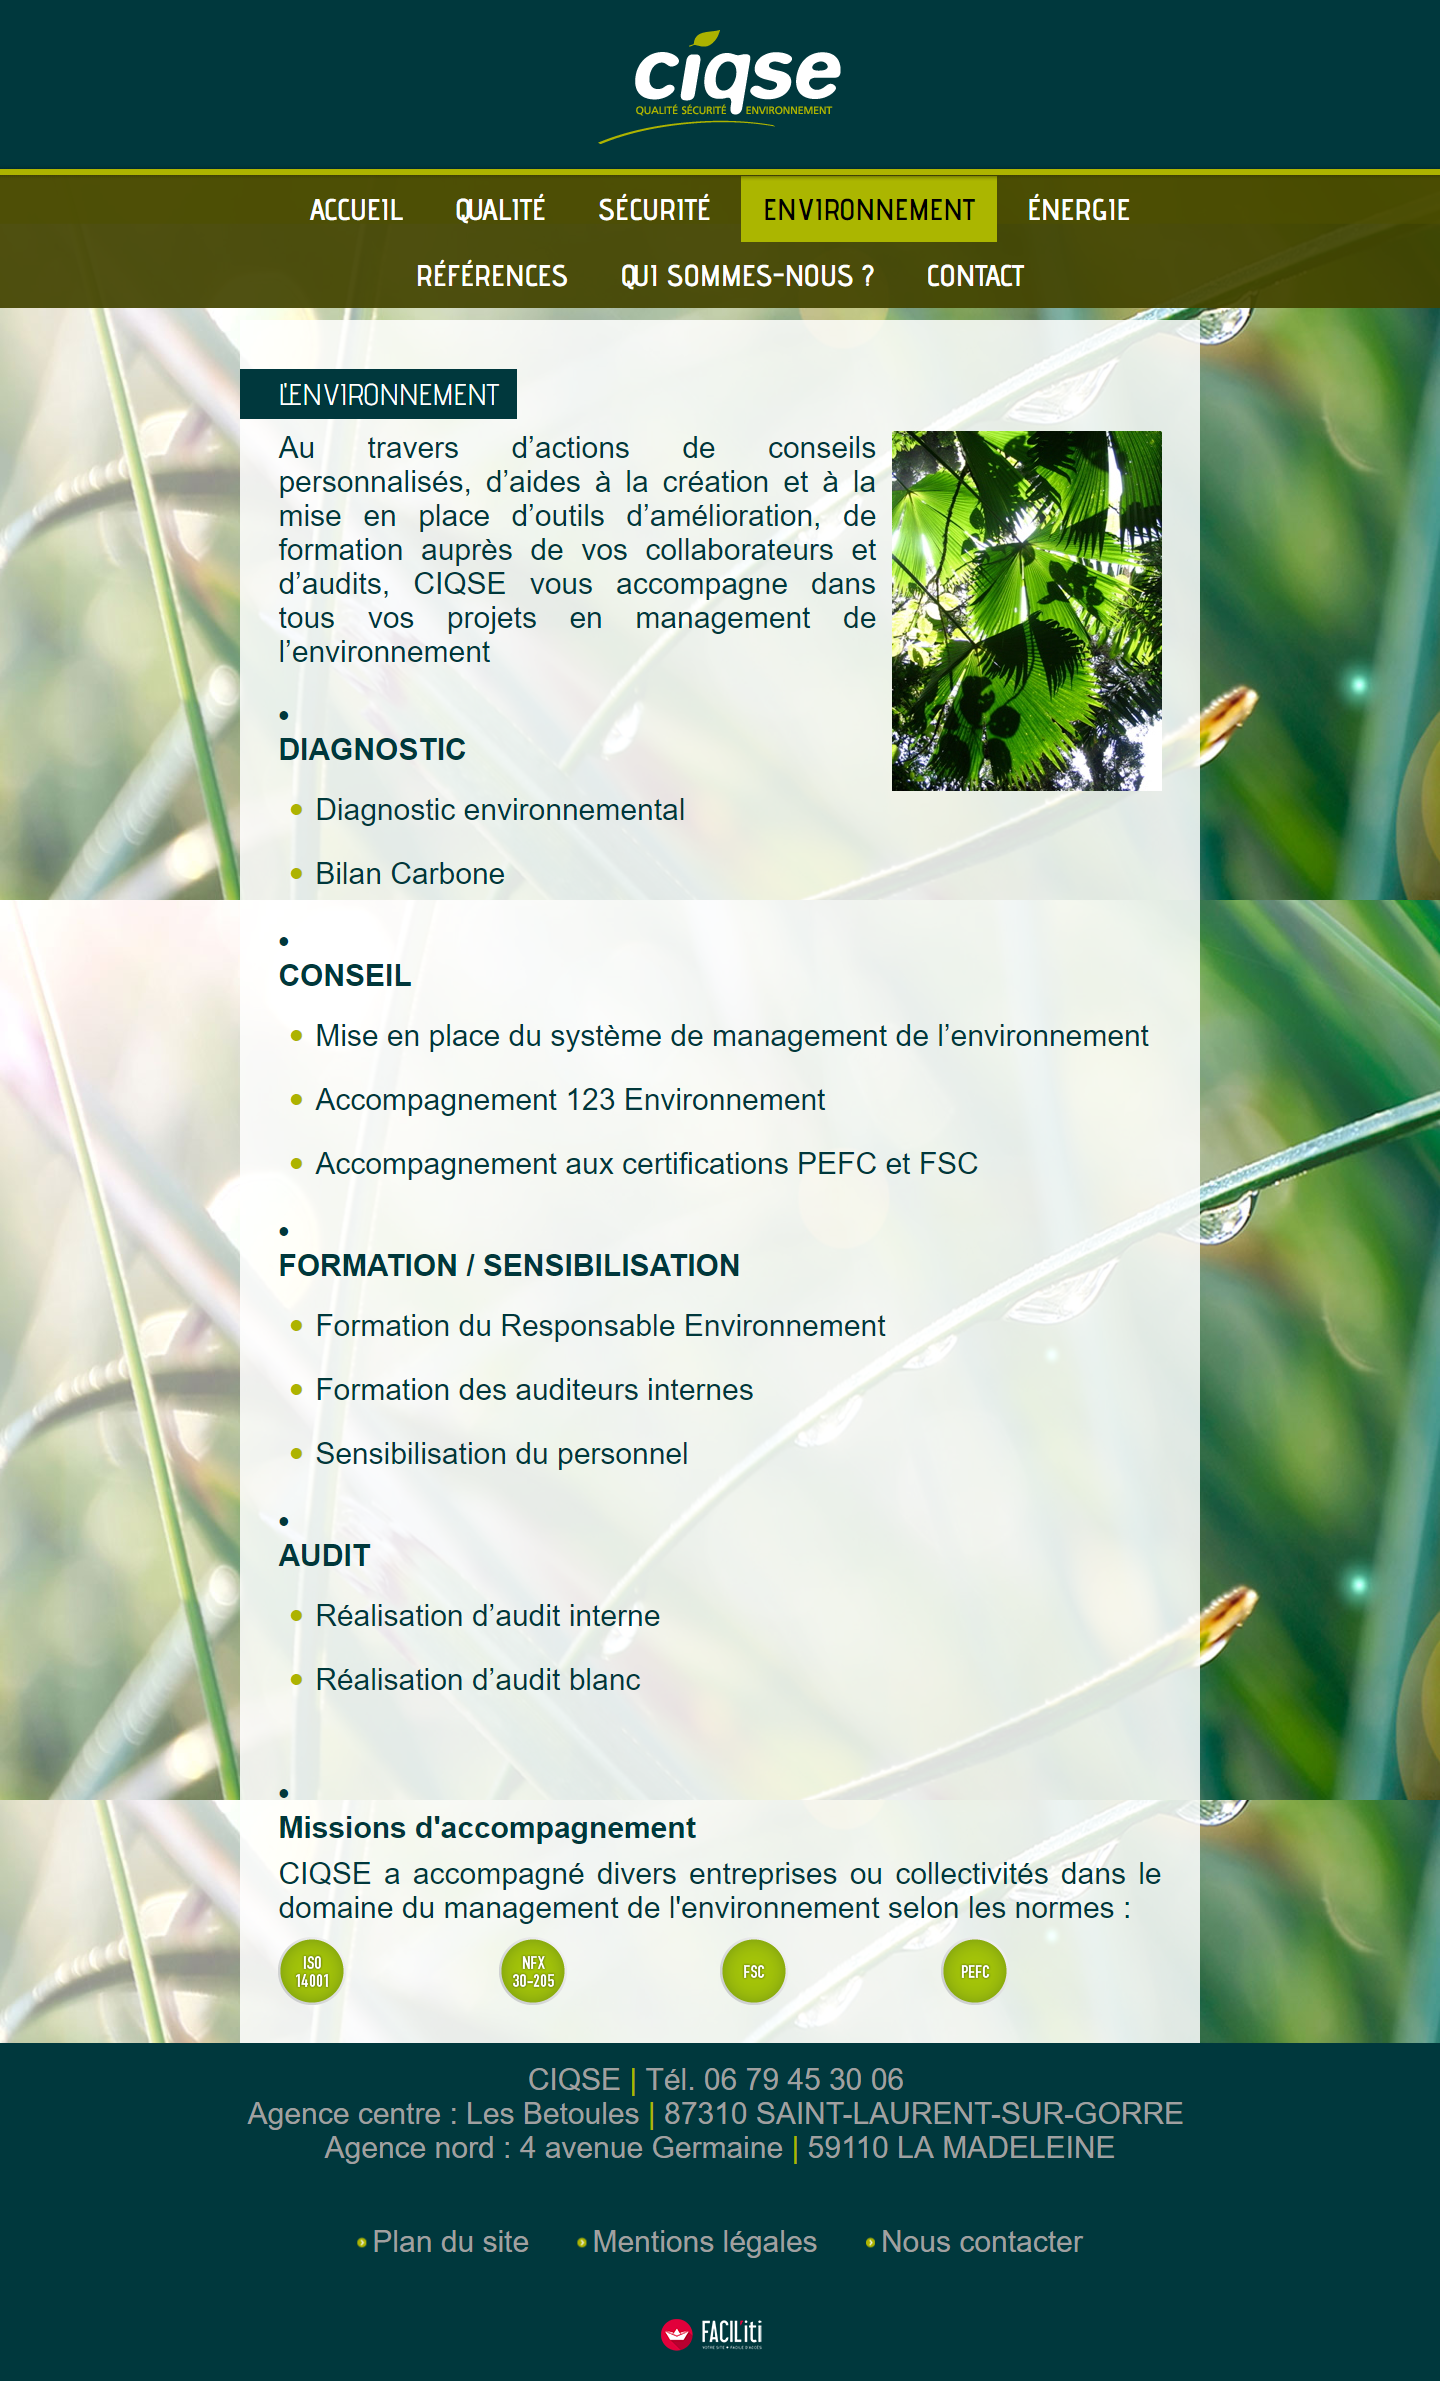 ciqse
QUALITÉ SÉCURITÉ ENVIRONNEMENT
ACCUEIL QUALITÉ SÉCURITÉ ENVIRONNEMENT ÉNERGIE
RÉFÉRENCES QUI SOMMES-NOUS ? CONTACT
L'ENVIRONNEMENT
Au travers d’actions de conseils
personnalisés, d’aides à la création et à la
mise en place d’outils d’amélioration, de
formation auprès de vos collaborateurs et
d’audits, CIQSE vous accompagne dans
tous vos projets en management de
l’environnement
•
DIAGNOSTIC
• Diagnostic environnemental
• Bilan Carbone
•
CONSEIL
• Mise en place du système de management de l’environnement
• Accompagnement 123 Environnement
• Accompagnement aux certifications PEFC et FSC
•
FORMATION / SENSIBILISATION
• Formation du Responsable Environnement
• Formation des auditeurs internes
• Sensibilisation du personnel
•
AUDIT
• Réalisation d’audit interne
• Réalisation d’audit blanc
•
Missions d'accompagnement
CIQSE a accompagné divers entreprises ou collectivités dans le
domaine du management de l'environnement selon les normes :
ISO
14001
NFX
30-205
FSC
PEFC
CIQSE | Tél. 06 79 45 30 06
Agence centre : Les Betoules | 87310 SAINT-LAURENT-SUR-GORRE
Agence nord : 4 avenue Germaine | 59110 LA MADELEINE
Plan du site Mentions légales Nous contacter
FACIL'iti